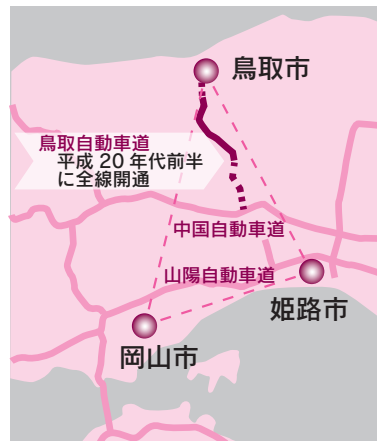 鳥取市
鳥取自動車道
平成 20 年代前半
に全線開通
中国自動車道
山陽自動車道
姫路市
岡山市